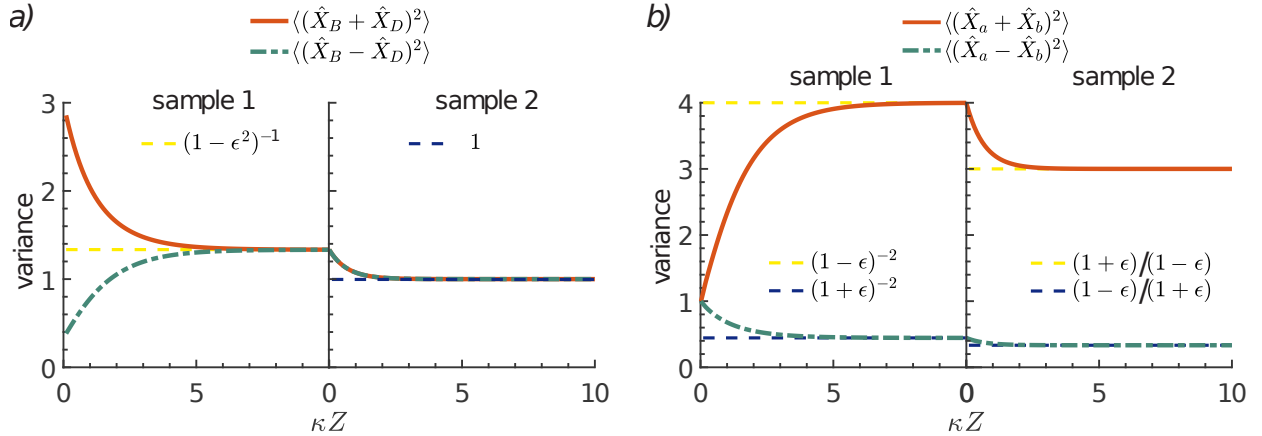 a)
⟨(X̂_B + X̂_D)²⟩
⟨(X̂_B − X̂_D)²⟩
sample 1
sample 2
(1 − ϵ²)⁻¹
1
variance
3
2
1
0
0
5
0
5
10
κZ
b)
⟨(X̂_a + X̂_b)²⟩
⟨(X̂_a − X̂_b)²⟩
sample 1
sample 2
variance
4
3
2
1
0
(1 − ϵ)⁻²
(1 + ϵ)⁻²
(1 + ϵ)/(1 − ϵ)
(1 − ϵ)/(1 + ϵ)
0
5
0
5
10
κZ